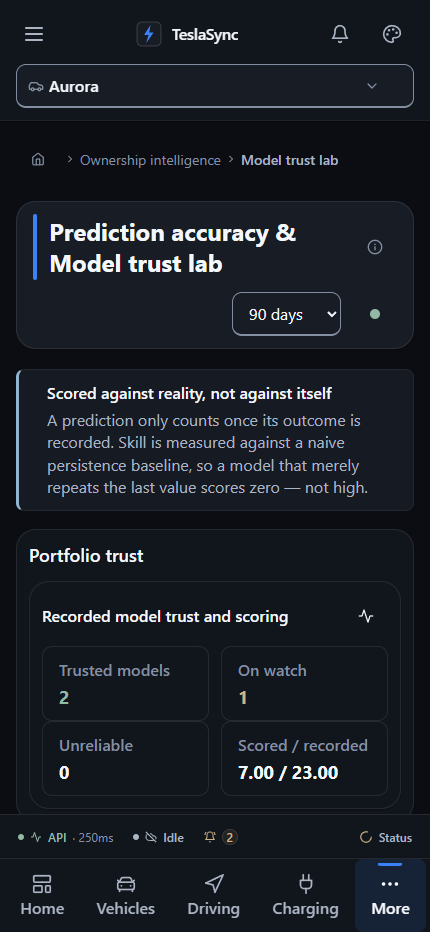 TeslaSync
Aurora
Ownership intelligence
Model trust lab
Prediction accuracy &
Model trust lab
90 days
Scored against reality, not against itself
A prediction only counts once its outcome is
recorded. Skill is measured against a naive
persistence baseline, so a model that merely
repeats the last value scores zero — not high.
Portfolio trust
Recorded model trust and scoring
Trusted models
2
On watch
1
Unreliable
0
Scored / recorded
7.00 / 23.00
API · 250ms
Idle
2
Status
Home
Vehicles
Driving
Charging
More